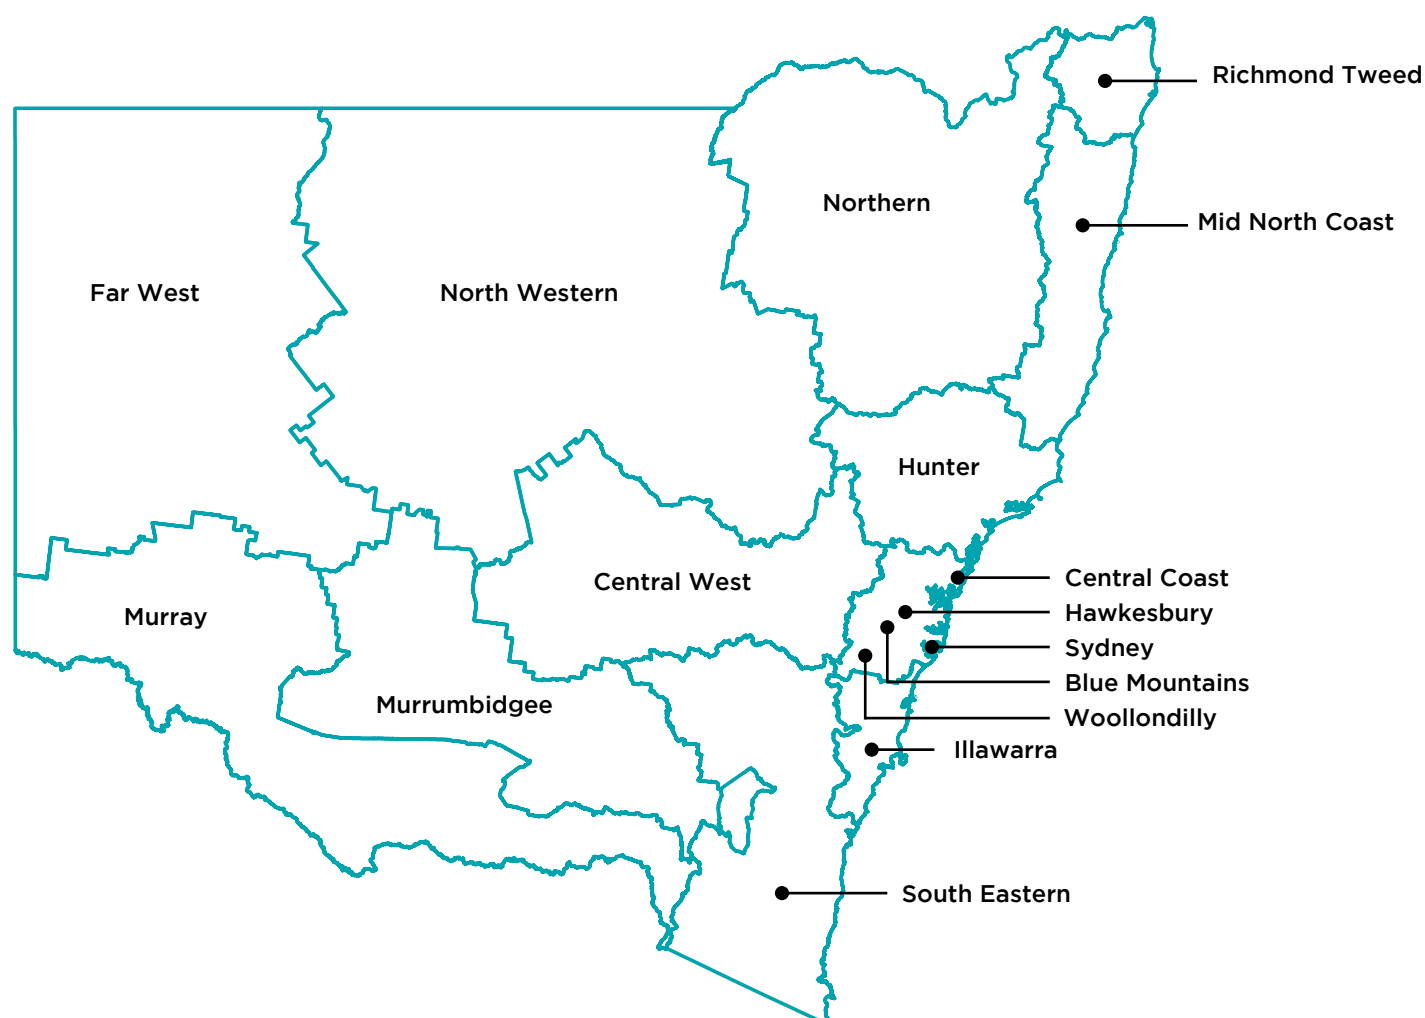 Richmond Tweed
Northern
Mid North Coast
Far West
North Western
Hunter
Central Coast
Central West
Hawkesbury
Murray
Sydney
Blue Mountains
Murrumbidgee
Woollondilly
Illawarra
South Eastern